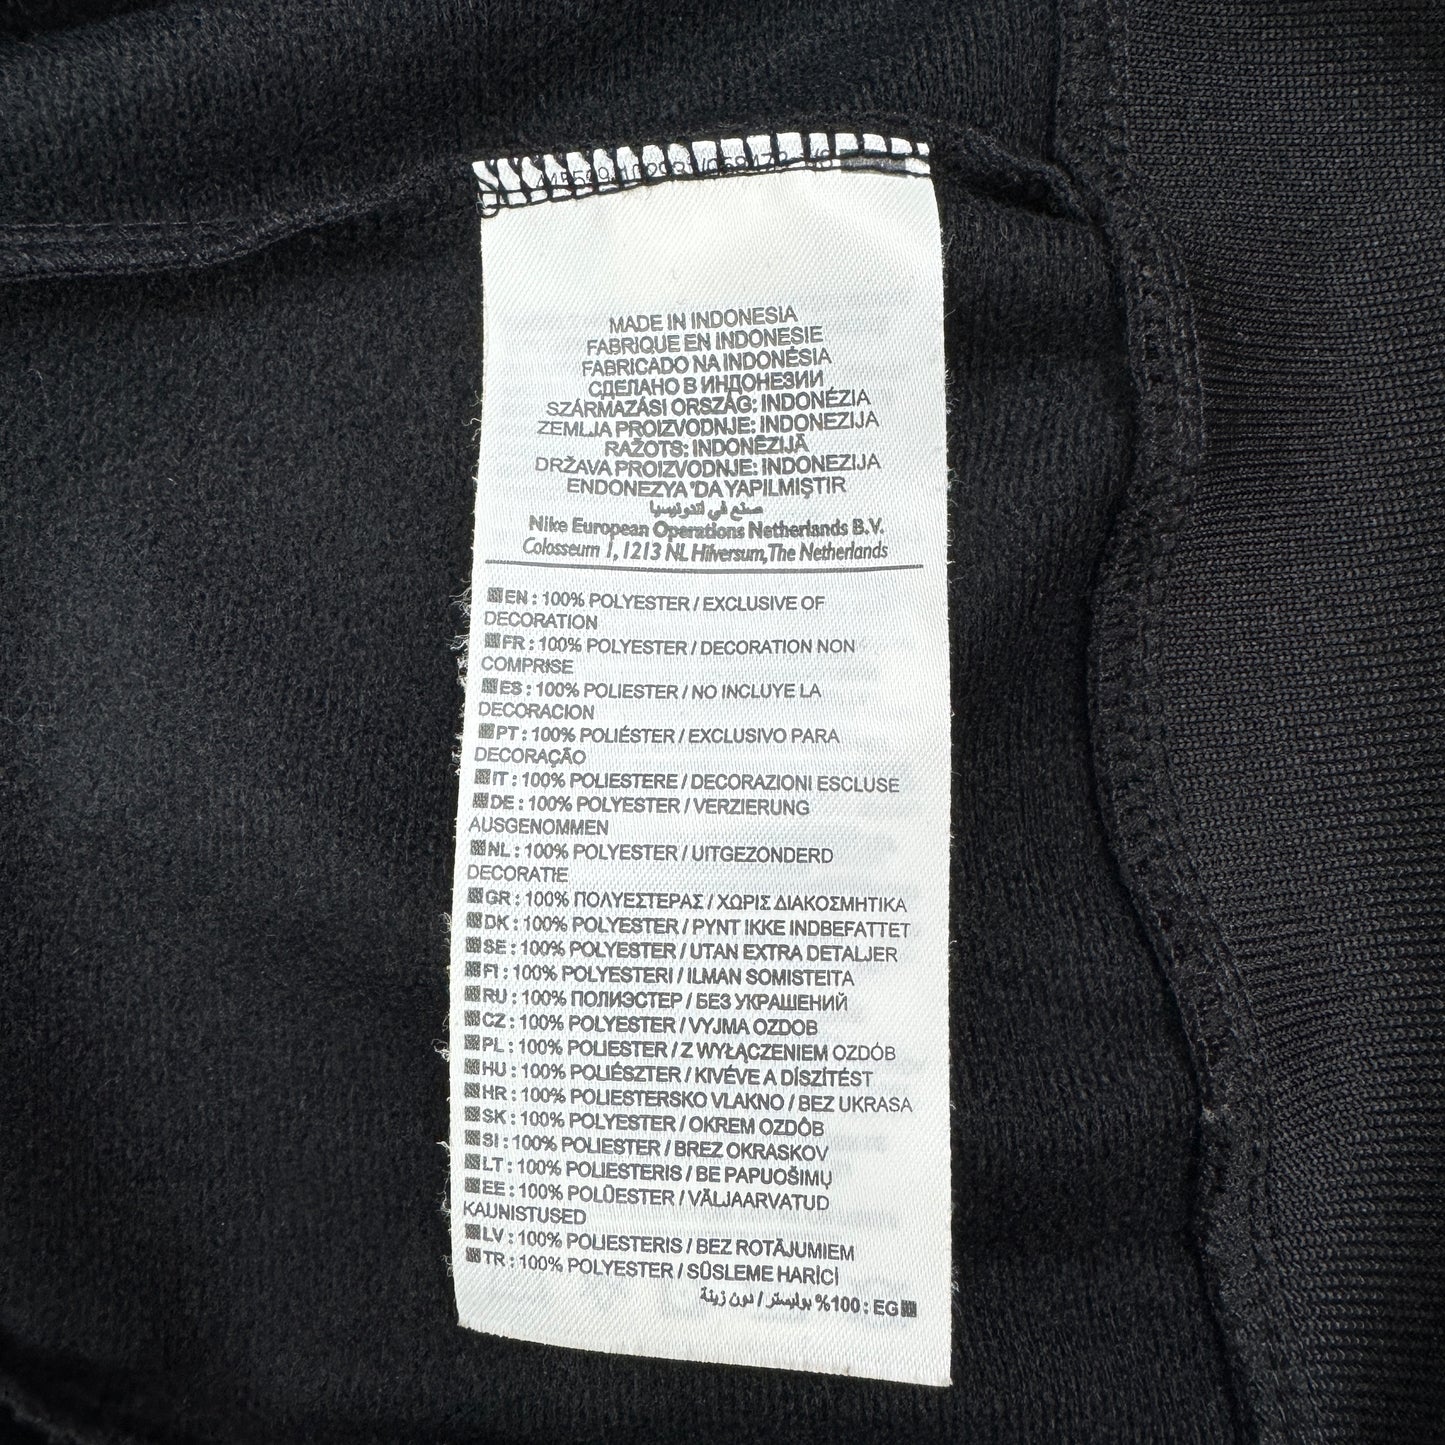 MADE IN INDONESIA
FABRIQUE EN INDONESIE
FABRICADO NA INDONÉSIA
СДЕЛАНО В ИНДОНЕЗИИ
SZÁRMAZÁSI ORSZÁG: INDONÉZIA
ZEMLJA PROIZVODNJE: INDONEZIJA
RAŽOTS: INDONĒZIJĀ
DRŽAVA PROIZVODNJE: INDONEZIJA
ENDONEZYA 'DA YAPILMIŞTIR
صنع في اندونيسيا
Nike European Operations Netherlands B.V.
Colosseum 1, 1213 NL Hilversum, The Netherlands
EN : 100% POLYESTER / EXCLUSIVE OF
DECORATION
FR : 100% POLYESTER / DECORATION NON
COMPRISE
ES : 100% POLIESTER / NO INCLUYE LA
DECORACION
PT : 100% POLIÉSTER / EXCLUSIVO PARA
DECORAÇÃO
IT : 100% POLIESTERE / DECORAZIONI ESCLUSE
DE : 100% POLYESTER / VERZIERUNG
AUSGENOMMEN
NL : 100% POLYESTER / UITGEZONDERD
DECORATIE
GR : 100% ΠΟΛΥΕΣΤΕΡΑΣ / ΧΩΡΙΣ ΔΙΑΚΟΣΜΗΤΙΚΑ
DK : 100% POLYESTER / PYNT IKKE INDBEFATTET
SE : 100% POLYESTER / UTAN EXTRA DETALJER
FI : 100% POLYESTERI / ILMAN SOMISTEITA
RU : 100% ПОЛИЭСТЕР / БЕЗ УКРАШЕНИЙ
CZ : 100% POLYESTER / VYJMA OZDOB
PL : 100% POLIESTER / Z WYŁĄCZENIEM OZDÓB
HU : 100% POLIÉSZTER / KIVÉVE A DÍSZÍTÉST
HR : 100% POLIESTERSKO VLAKNO / BEZ UKRASA
SK : 100% POLYESTER / OKREM OZDÔB
SI : 100% POLIESTER / BREZ OKRASKOV
LT : 100% POLIESTERIS / BE PAPUOŠIMŲ
EE : 100% POLÜESTER / VÄLJAARVATUD
KAUNISTUSED
LV : 100% POLIESTERIS / BEZ ROTĀJUMIEM
TR : 100% POLYESTER / SÜSLEME HARİCİ
EG : 100% بوليستر / دون زينة